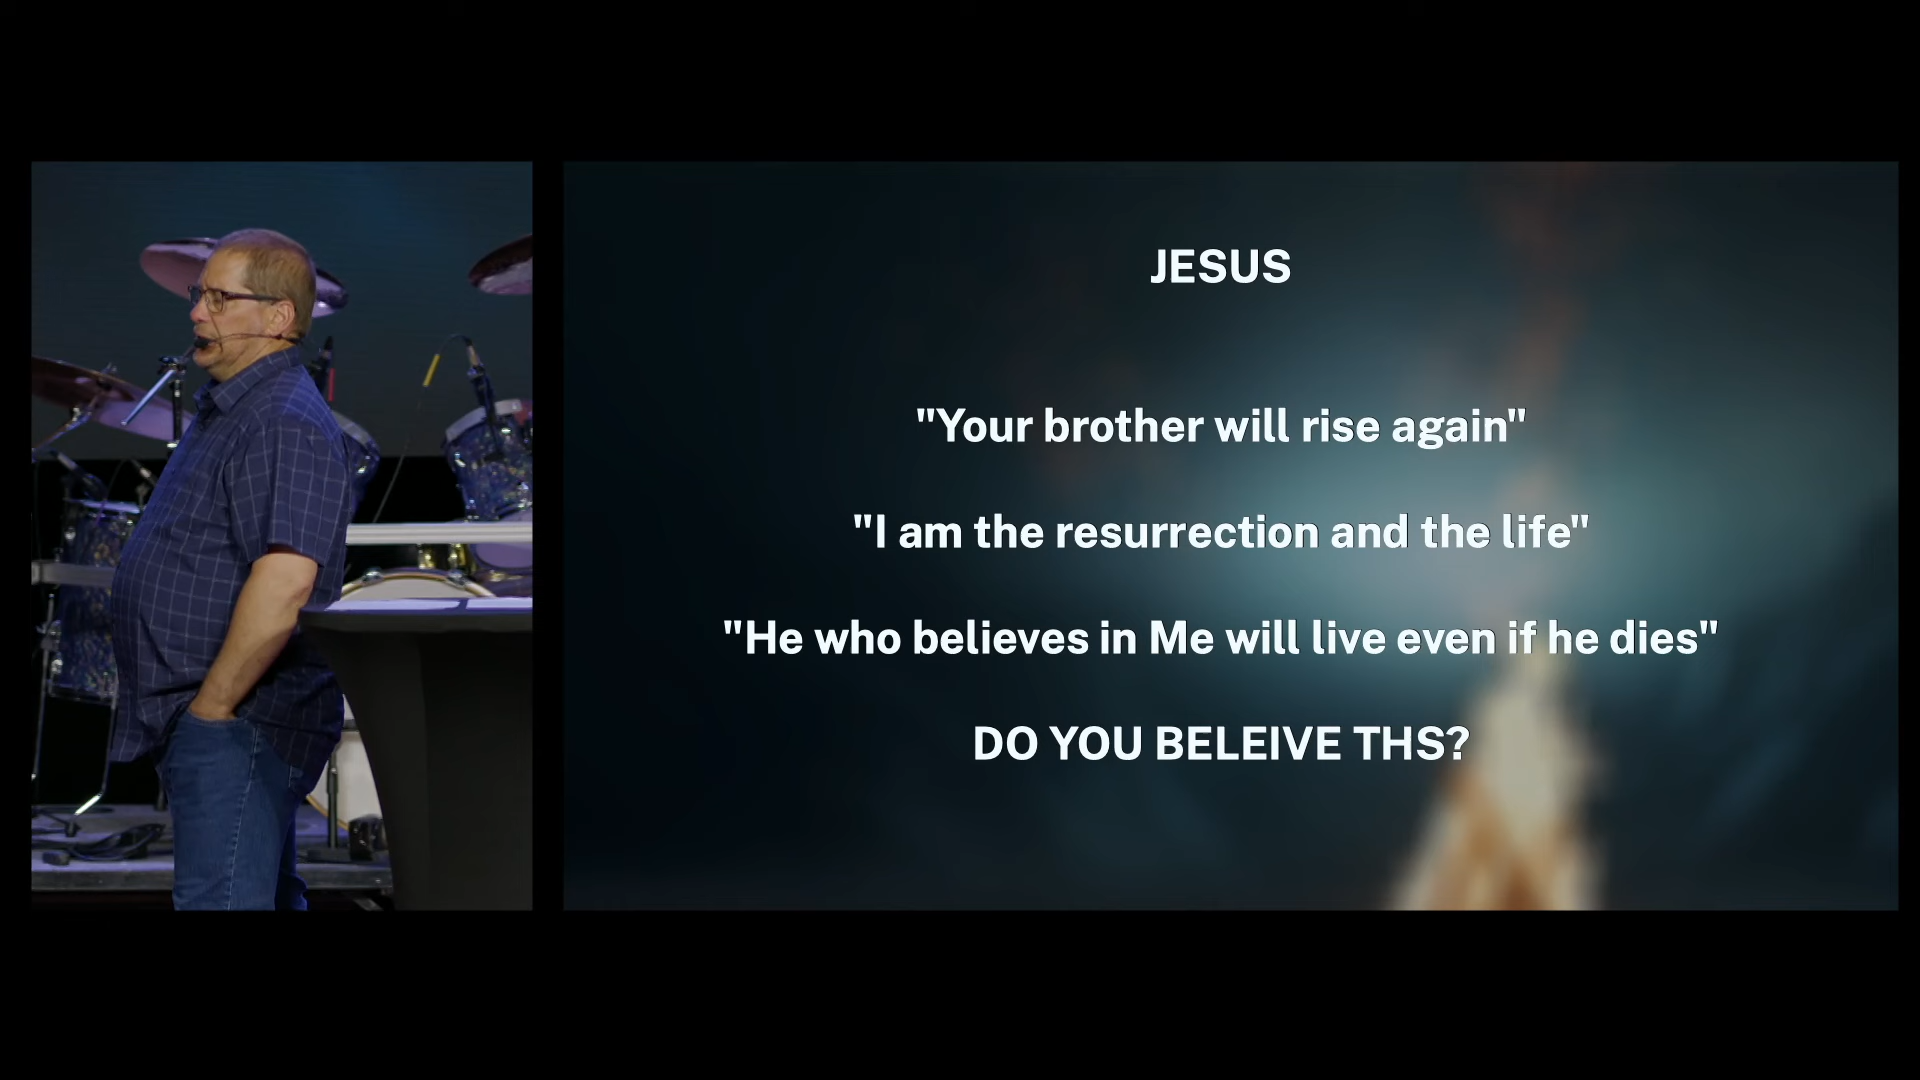 JESUS
"Your brother will rise again"
"I am the resurrection and the life"
"He who believes in Me will live even if he dies"
DO YOU BELEIVE THS?